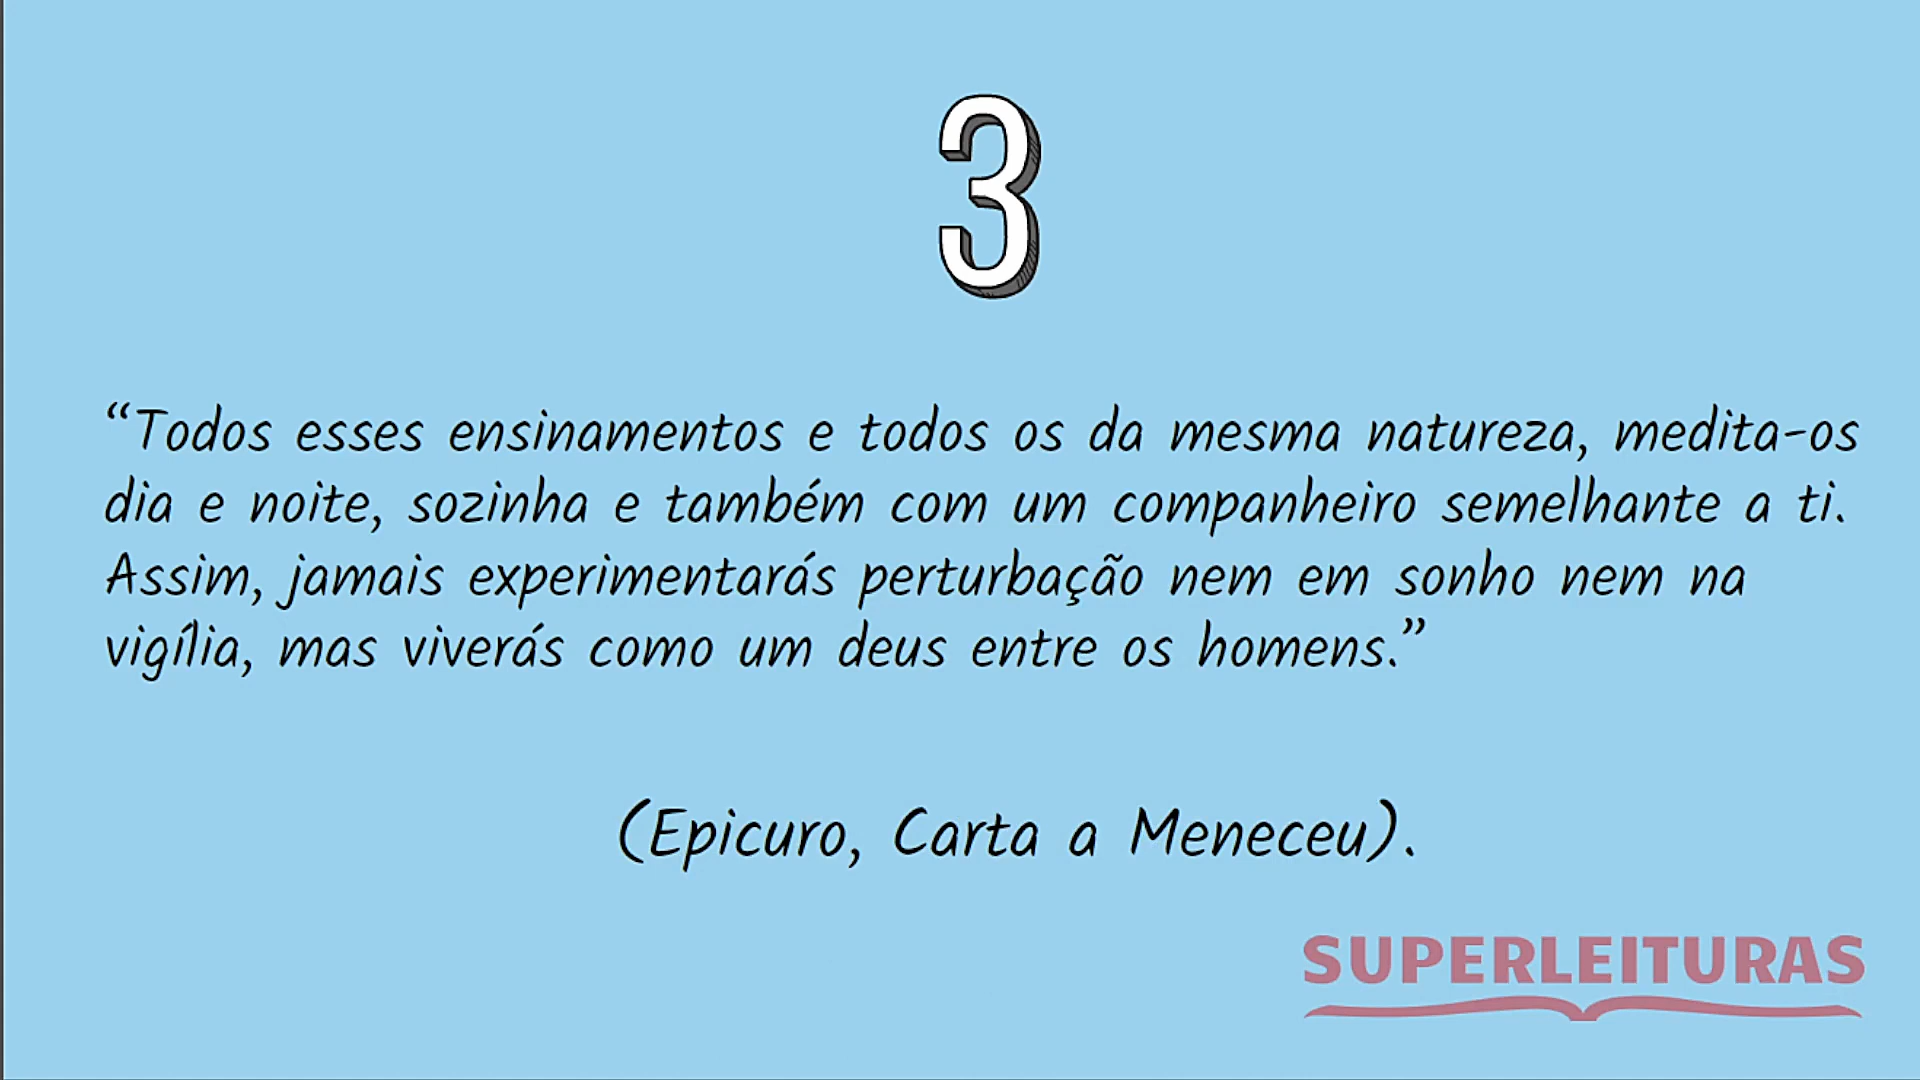 3
“Todos esses ensinamentos e todos os da mesma natureza, medita-os
dia e noite, sozinha e também com um companheiro semelhante a ti.
Assim, jamais experimentarás perturbação nem em sonho nem na
vigília, mas viverás como um deus entre os homens.”
(Epicuro, Carta a Meneceu).
SUPERLEITURAS